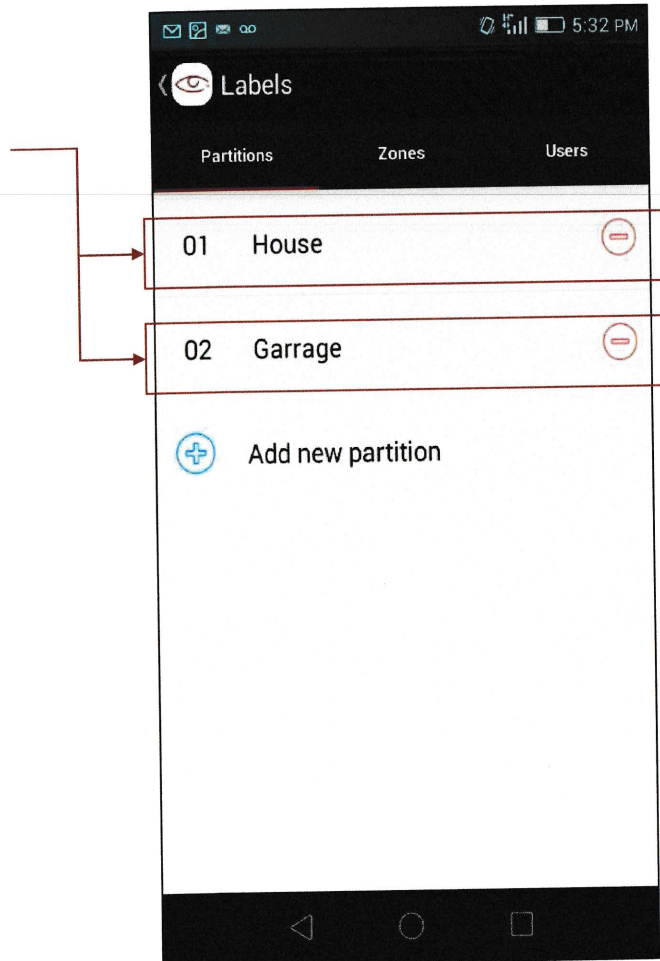 5:32 PM
Labels
Partitions Zones Users
01 House
02 Garrage
Add new partition